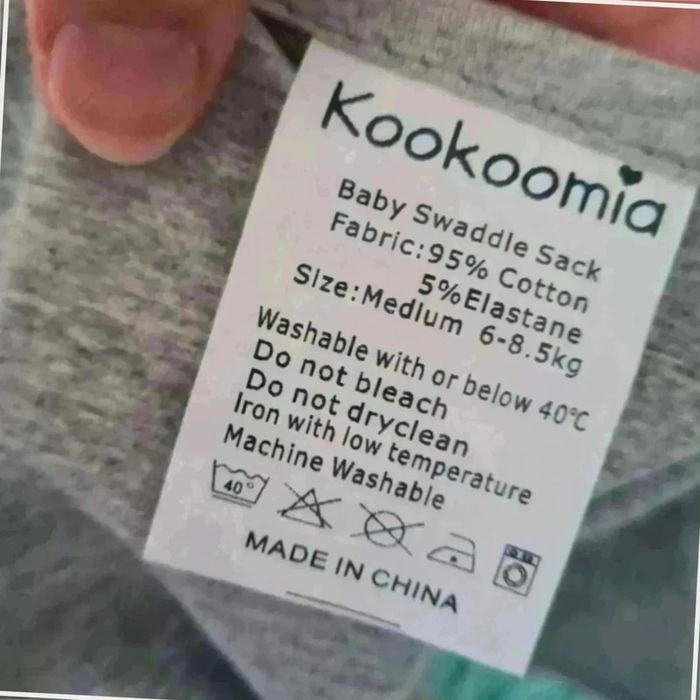 Kookoomia
Baby Swaddle Sack
Fabric:95% Cotton
5%Elastane
Size:Medium 6-8.5kg
Washable with or below 40°C
Do not bleach
Do not dryclean
Iron with low temperature
Machine Washable
40°
MADE IN CHINA